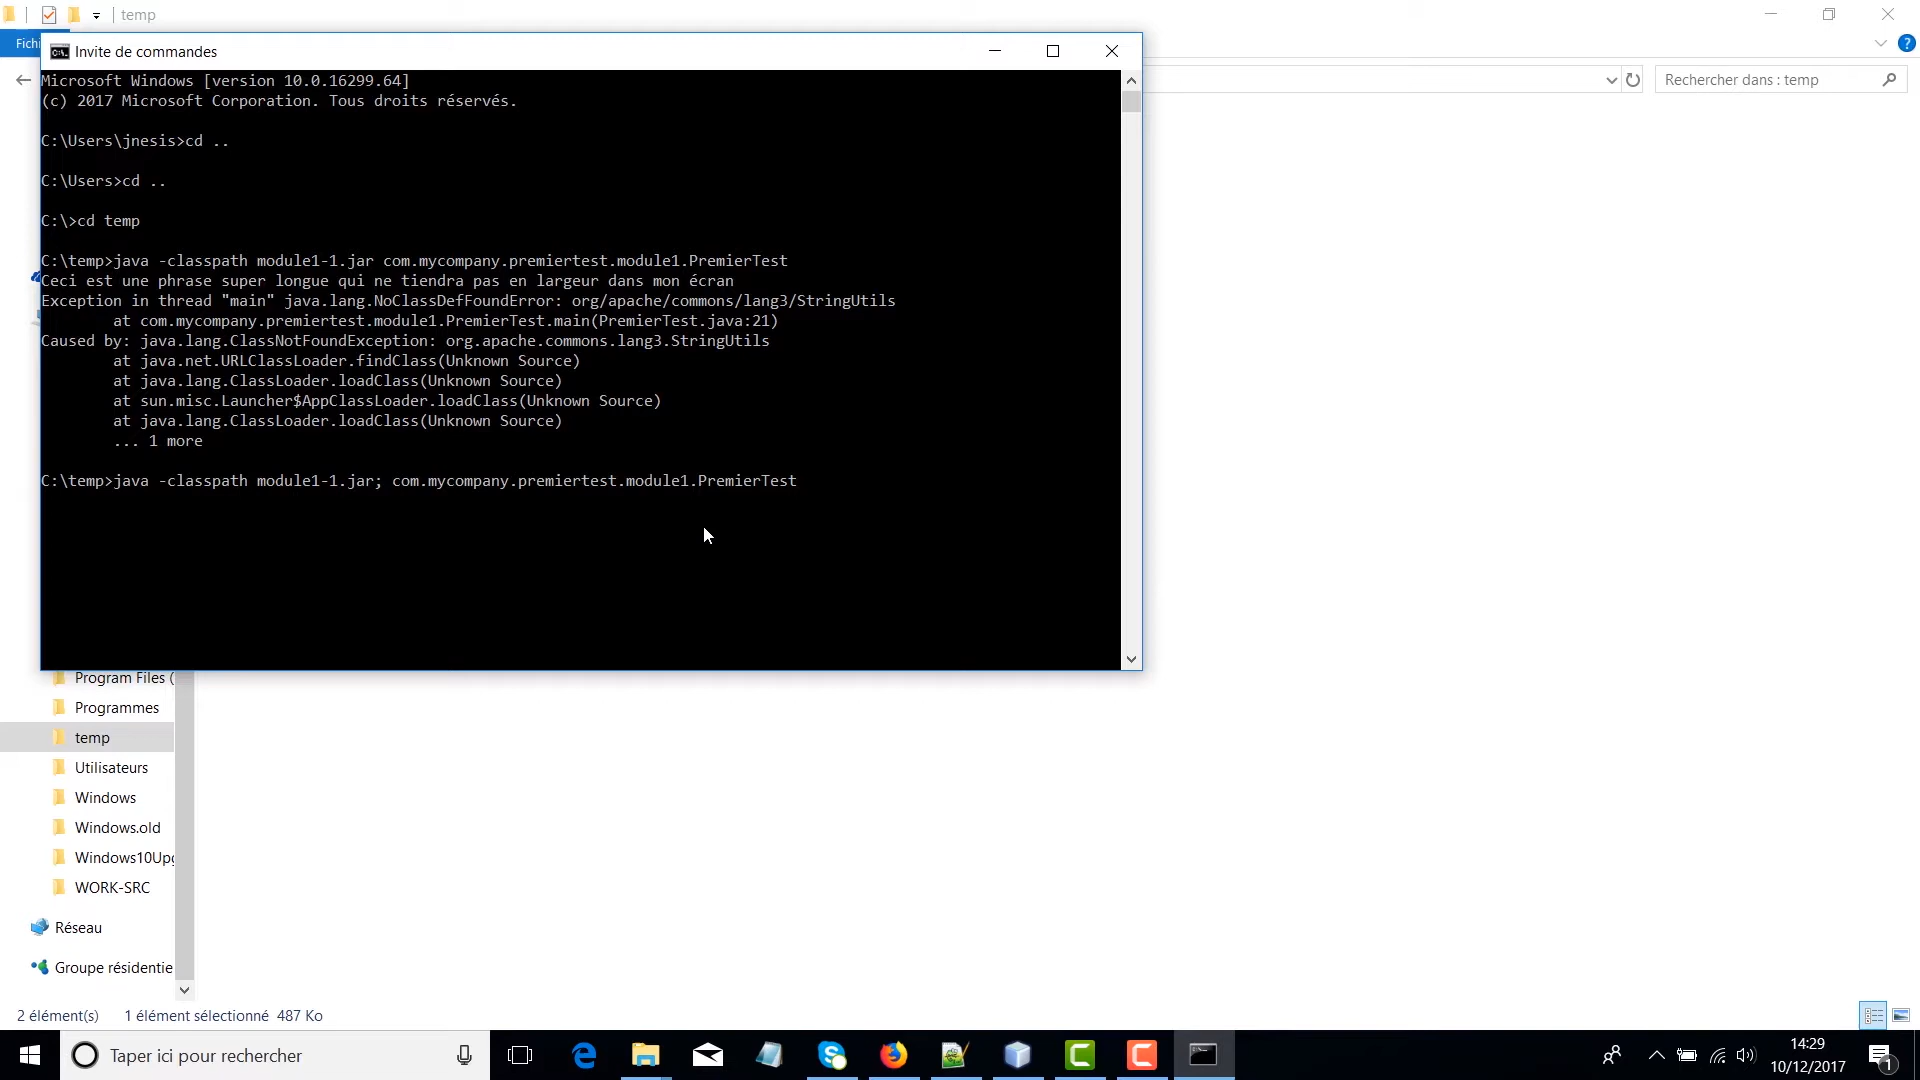 temp
Fichi
Invite de commandes
Microsoft Windows [version 10.0.16299.64]
(c) 2017 Microsoft Corporation. Tous droits réservés.
C:\Users\jnesis>cd ..
C:\Users>cd ..
C:\>cd temp
C:\temp>java -classpath module1-1.jar com.mycompany.premiertest.module1.PremierTest
Ceci est une phrase super longue qui ne tiendra pas en largeur dans mon écran
Exception in thread "main" java.lang.NoClassDefFoundError: org/apache/commons/lang3/StringUtils
at com.mycompany.premiertest.module1.PremierTest.main(PremierTest.java:21)
Caused by: java.lang.ClassNotFoundException: org.apache.commons.lang3.StringUtils
at java.net.URLClassLoader.findClass(Unknown Source)
at java.lang.ClassLoader.loadClass(Unknown Source)
at sun.misc.Launcher$AppClassLoader.loadClass(Unknown Source)
at java.lang.ClassLoader.loadClass(Unknown Source)
... 1 more
C:\temp>java -classpath module1-1.jar; com.mycompany.premiertest.module1.PremierTest
Rechercher dans : temp
Program Files (
Programmes
temp
Utilisateurs
Windows
Windows.old
Windows10Upg
WORK-SRC
Réseau
Groupe résidentie
2 élément(s) 1 élément sélectionné 487 Ko
Taper ici pour rechercher
14:29
10/12/2017
1